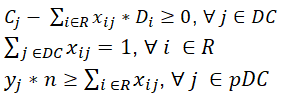 C_j − ∑_{i∈R} x_{ij} * D_i ≥ 0, ∀ j ∈ DC
∑_{j ∈DC} x_{ij} = 1, ∀ i ∈ R
y_j * n ≥ ∑_{i ∈R} x_{ij}, ∀ j ∈ pDC